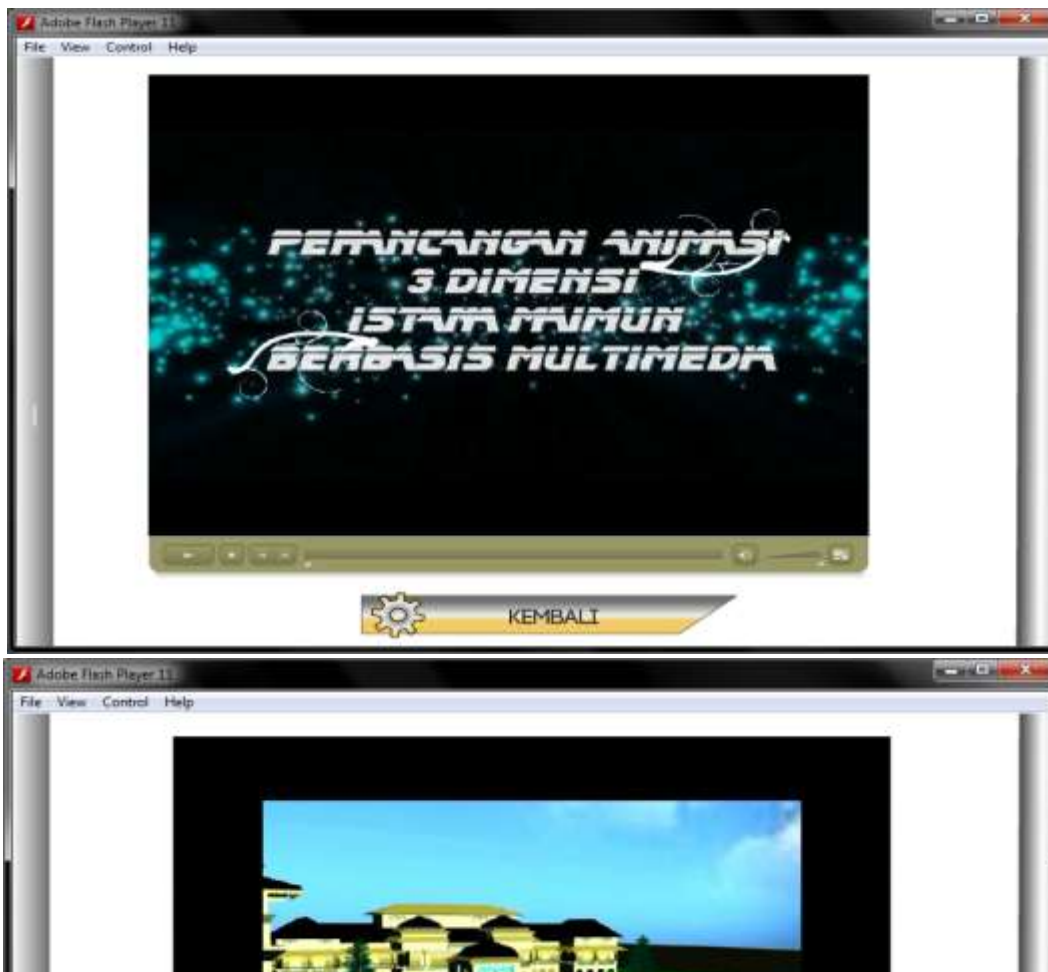 Adobe Flash Player 11
File View Control Help
PERANCANGAN ANIMASI
3 DIMENSI
ISTANA MAIMUN
BERBASIS MULTIMEDIA
KEMBALI
Adobe Flash Player 11
File View Control Help